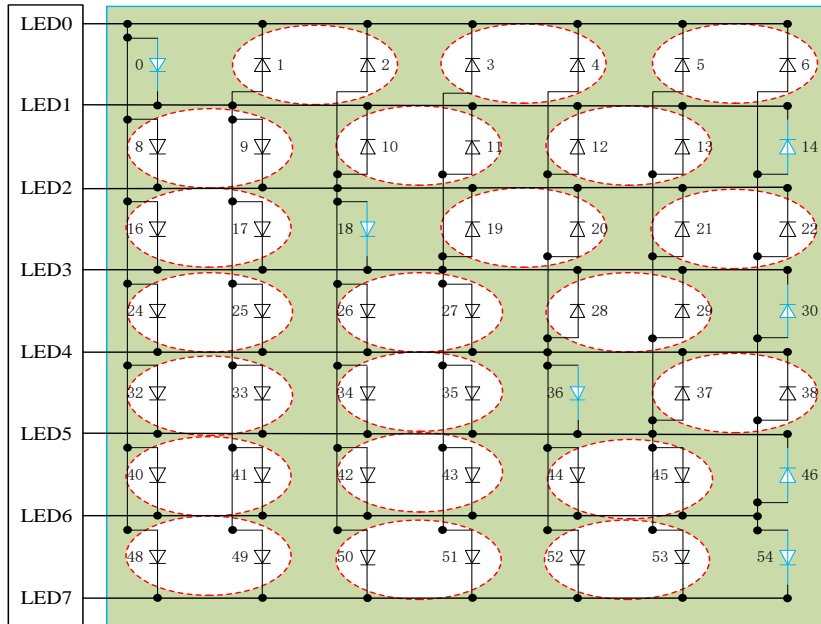 LED0
0 1 2 3 4 5 6
LED1
8 9 10 11 12 13 14
LED2
16 17 18 19 20 21 22
LED3
24 25 26 27 28 29 30
LED4
32 33 34 35 36 37 38
LED5
40 41 42 43 44 45 46
LED6
48 49 50 51 52 53 54
LED7